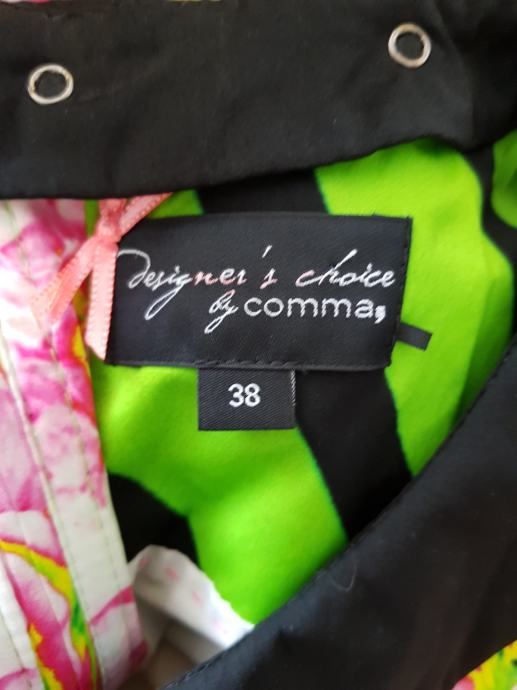 designer's choice
by comma,
38